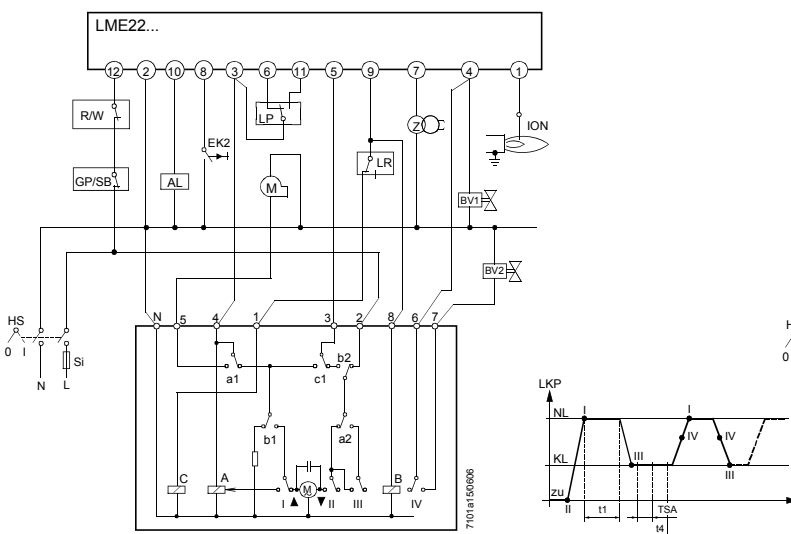 LME22...
12 2 10 8 3 6 11 5 9 7 4 1
R/W
LP
Z
ION
EK2
LR
GP/SB
AL
M
BV1
BV2
HS
0 I
Si
N L
N 5 4 1 3 2 8 6 7
a1
c1
b2
b1
a2
C
A
B
M
I
II
III
IV
7101a15/0606
H
0
LKP
NL
KL
zu
I
I
IV
IV
III
III
II
t1
TSA
t4